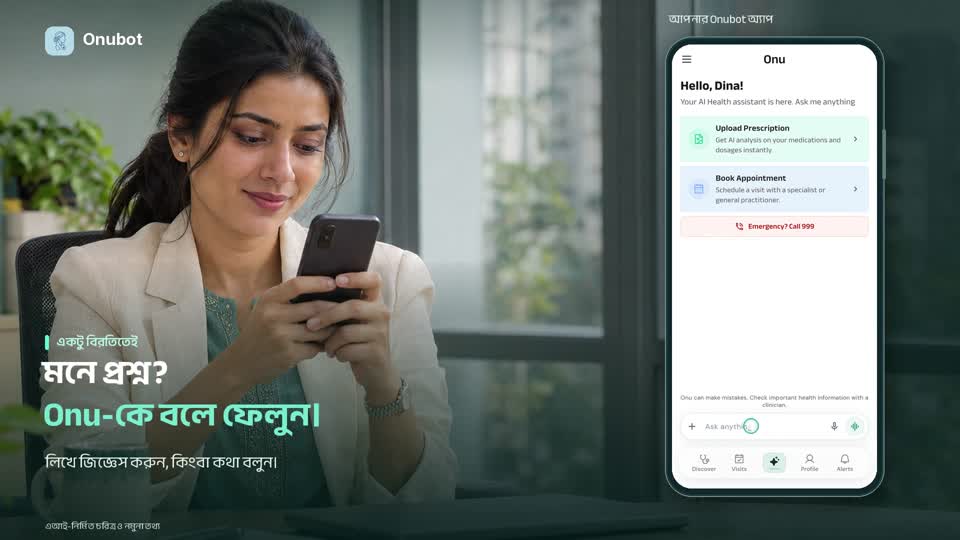 Onubot
একটু বিরতিতেই
মনে প্রশ্ন?
Onu-কে বলে ফেলুন।
লিখে জিজ্ঞেস করুন, কিংবা কথা বলুন।
এআই-নির্মিত চরিত্র ও নমুনা তথ্য
আপনার Onubot অ্যাপ
Onu
Hello, Dina!
Your AI Health assistant is here. Ask me anything
Upload Prescription
Get AI analysis on your medications and
dosages instantly
Book Appointment
Schedule a visit with a specialist or
general practitioner.
Emergency? Call 999
Onu can make mistakes. Check important health information with a
clinician.
Ask anything
Discover Visits Profile Alerts